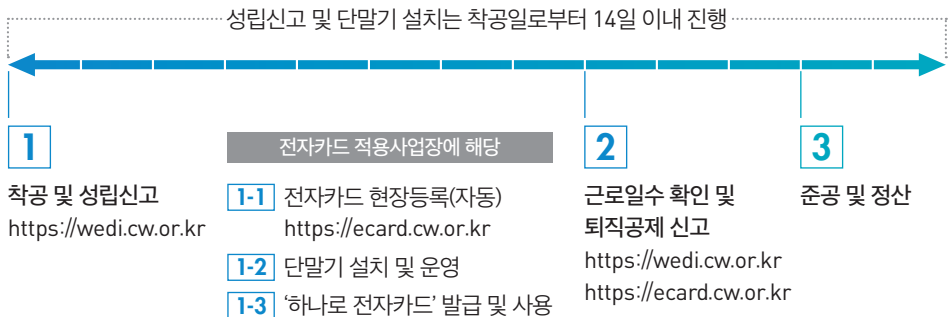 성립신고 및 단말기 설치는 착공일로부터 14일 이내 진행
1
착공 및 성립신고
https://wedi.cw.or.kr
전자카드 적용사업장에 해당
1-1 전자카드 현장등록(자동)
https://ecard.cw.or.kr
1-2 단말기 설치 및 운영
1-3 ‘하나로 전자카드’ 발급 및 사용
2
근로일수 확인 및
퇴직공제 신고
https://wedi.cw.or.kr
https://ecard.cw.or.kr
3
준공 및 정산